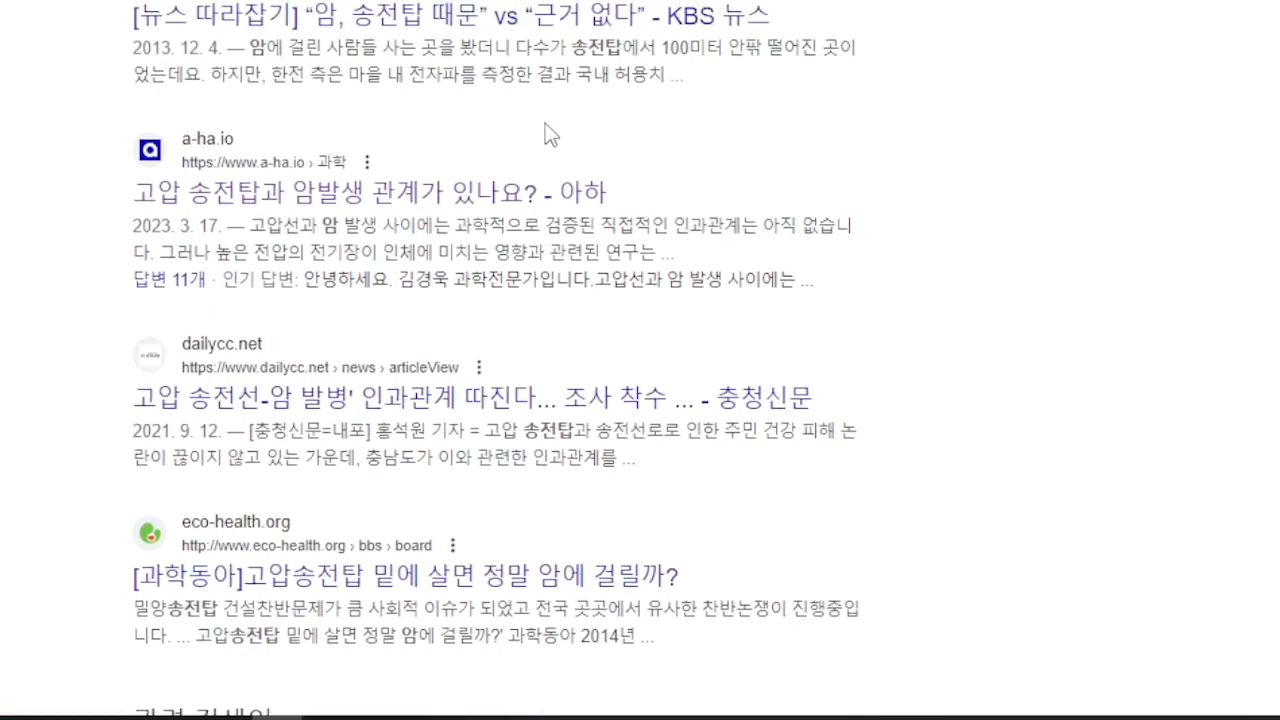 [뉴스 따라잡기] “암, 송전탑 때문” vs “근거 없다” - KBS 뉴스
2013. 12. 4. — 암에 걸린 사람들 사는 곳을 봤더니 다수가 송전탑에서 100미터 안팎 떨어진 곳이
었는데요. 하지만, 한전 측은 마을 내 전자파를 측정한 결과 국내 허용치 ...
a-ha.io
https://www.a-ha.io › 과학
고압 송전탑과 암발생 관계가 있나요? - 아하
2023. 3. 17. — 고압선과 암 발생 사이에는 과학적으로 검증된 직접적인 인과관계는 아직 없습니
다. 그러나 높은 전압의 전기장이 인체에 미치는 영향과 관련된 연구는 ...
답변 11개 · 인기 답변: 안녕하세요. 김경욱 과학전문가입니다.고압선과 암 발생 사이에는 ...
dailycc.net
https://www.dailycc.net › news › articleView
고압 송전선-암 발병' 인과관계 따진다... 조사 착수 ... - 충청신문
2021. 9. 12. — [충청신문=내포] 홍석원 기자 = 고압 송전탑과 송전선로로 인한 주민 건강 피해 논
란이 끊이지 않고 있는 가운데, 충남도가 이와 관련한 인과관계를 ...
eco-health.org
http://www.eco-health.org › bbs › board
[과학동아]고압송전탑 밑에 살면 정말 암에 걸릴까?
밀양송전탑 건설찬반문제가 큼 사회적 이슈가 되었고 전국 곳곳에서 유사한 찬반논쟁이 진행중입
니다. ... 고압송전탑 밑에 살면 정말 암에 걸릴까?' 과학동아 2014년 ...